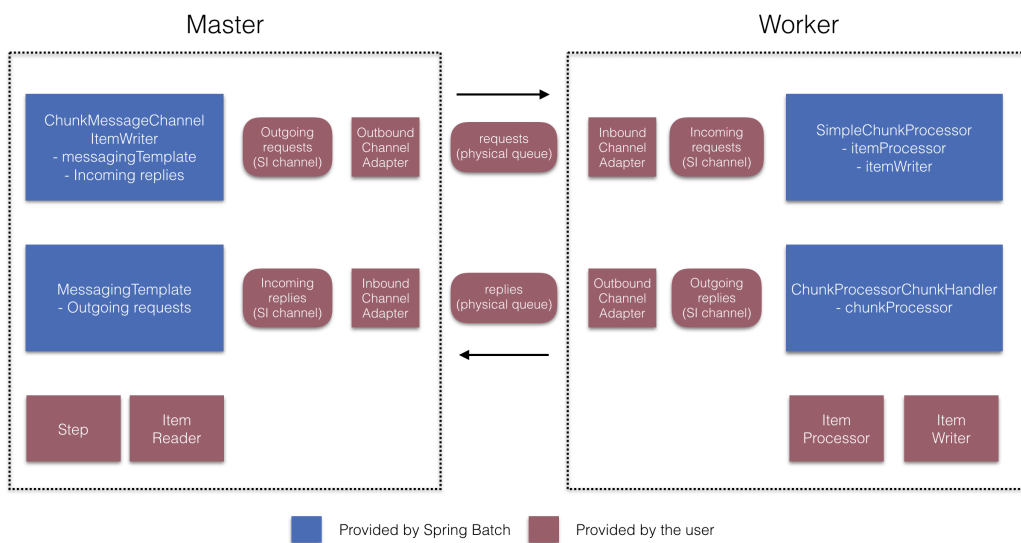 Master
Worker
ChunkMessageChannel
ItemWriter
- messagingTemplate
- Incoming replies
Outgoing
requests
(SI channel)
Outbound
Channel
Adapter
requests
(physical queue)
Inbound
Channel
Adapter
Incoming
requests
(SI channel)
SimpleChunkProcessor
- itemProcessor
- itemWriter
MessagingTemplate
- Outgoing requests
Incoming
replies
(SI channel)
Inbound
Channel
Adapter
replies
(physical queue)
Outbound
Channel
Adapter
Outgoing
replies
(SI channel)
ChunkProcessorChunkHandler
- chunkProcessor
Step
Item
Reader
Item
Processor
Item
Writer
Provided by Spring Batch
Provided by the user